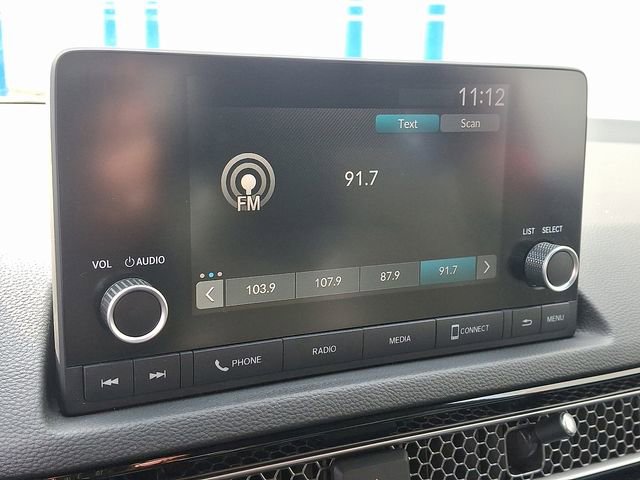 11:12
Text Scan
91.7
FM
LIST SELECT
VOL AUDIO
103.9 107.9 87.9 91.7
PHONE RADIO MEDIA CONNECT MENU